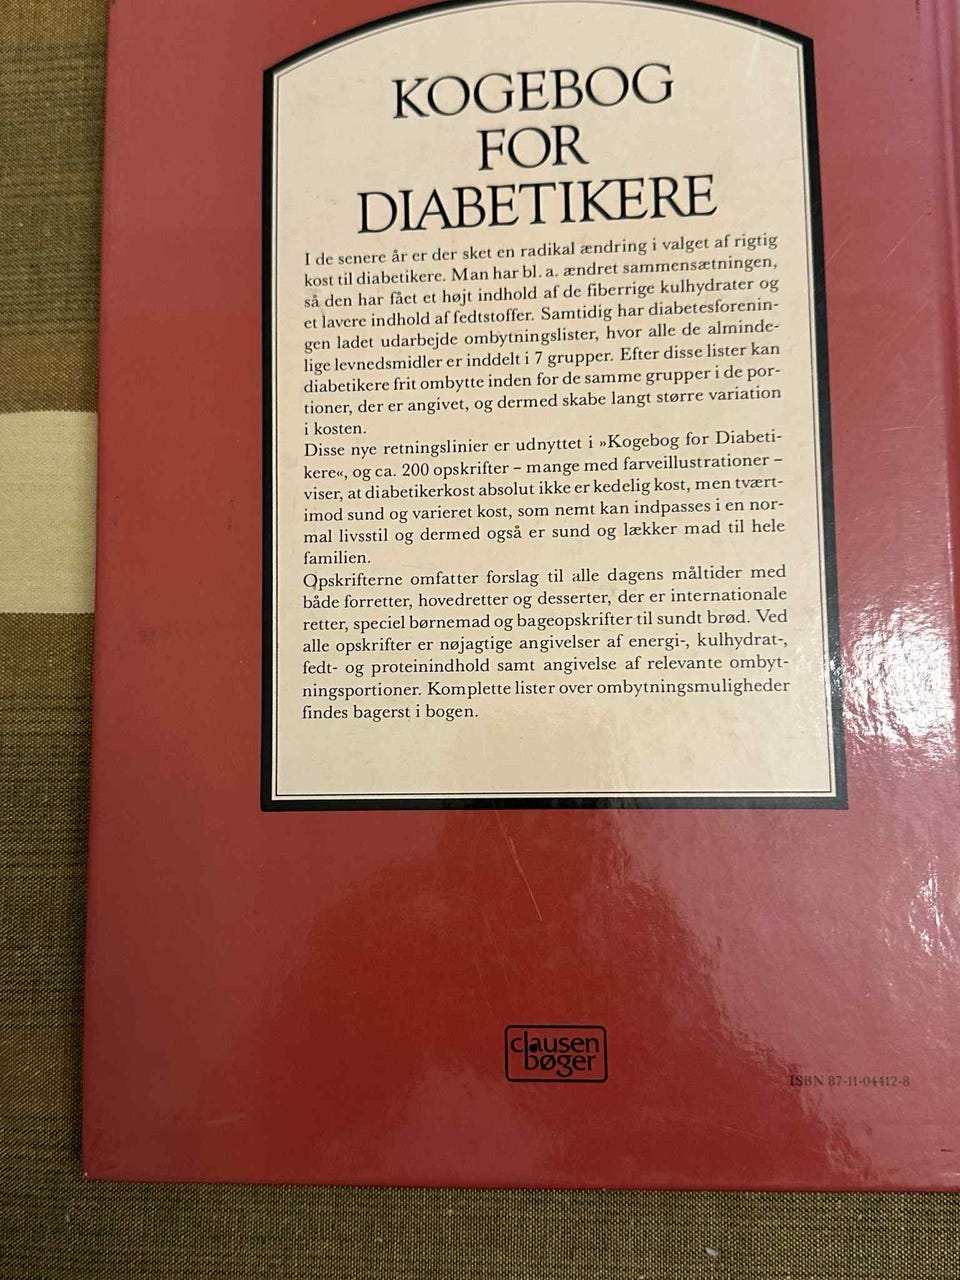 KOGEBOG
FOR
DIABETIKERE
I de senere år er der sket en radikal ændring i valget af rigtig
kost til diabetikere. Man har bl. a. ændret sammensætningen,
så den har fået et højt indhold af de fiberrige kulhydrater og
et lavere indhold af fedtstoffer. Samtidig har diabetesforenin-
gen ladet udarbejde ombytningslister, hvor alle de alminde-
lige levnedsmidler er inddelt i 7 grupper. Efter disse lister kan
diabetikere frit ombytte inden for de samme grupper i de por-
tioner, der er angivet, og dermed skabe langt større variation
i kosten.
Disse nye retningslinier er udnyttet i »Kogebog for Diabeti-
kere«, og ca. 200 opskrifter – mange med farveillustrationer –
viser, at diabetikerkost absolut ikke er kedelig kost, men tvært-
imod sund og varieret kost, som nemt kan indpasses i en nor-
mal livsstil og dermed også er sund og lækker mad til hele
familien.
Opskrifterne omfatter forslag til alle dagens måltider med
både forretter, hovedretter og desserter, der er internationale
retter, speciel børnemad og bageopskrifter til sundt brød. Ved
alle opskrifter er nøjagtige angivelser af energi-, kulhydrat-,
fedt- og proteinindhold samt angivelse af relevante ombyt-
ningsportioner. Komplette lister over ombytningsmuligheder
findes bagerst i bogen.
clausen
bøger
ISBN 87-11-04412-8